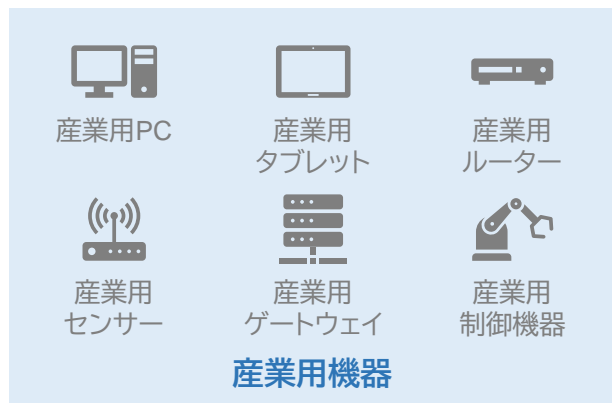 産業用PC
産業用
タブレット
産業用
ルーター
産業用
センサー
産業用
ゲートウェイ
産業用
制御機器
産業用機器